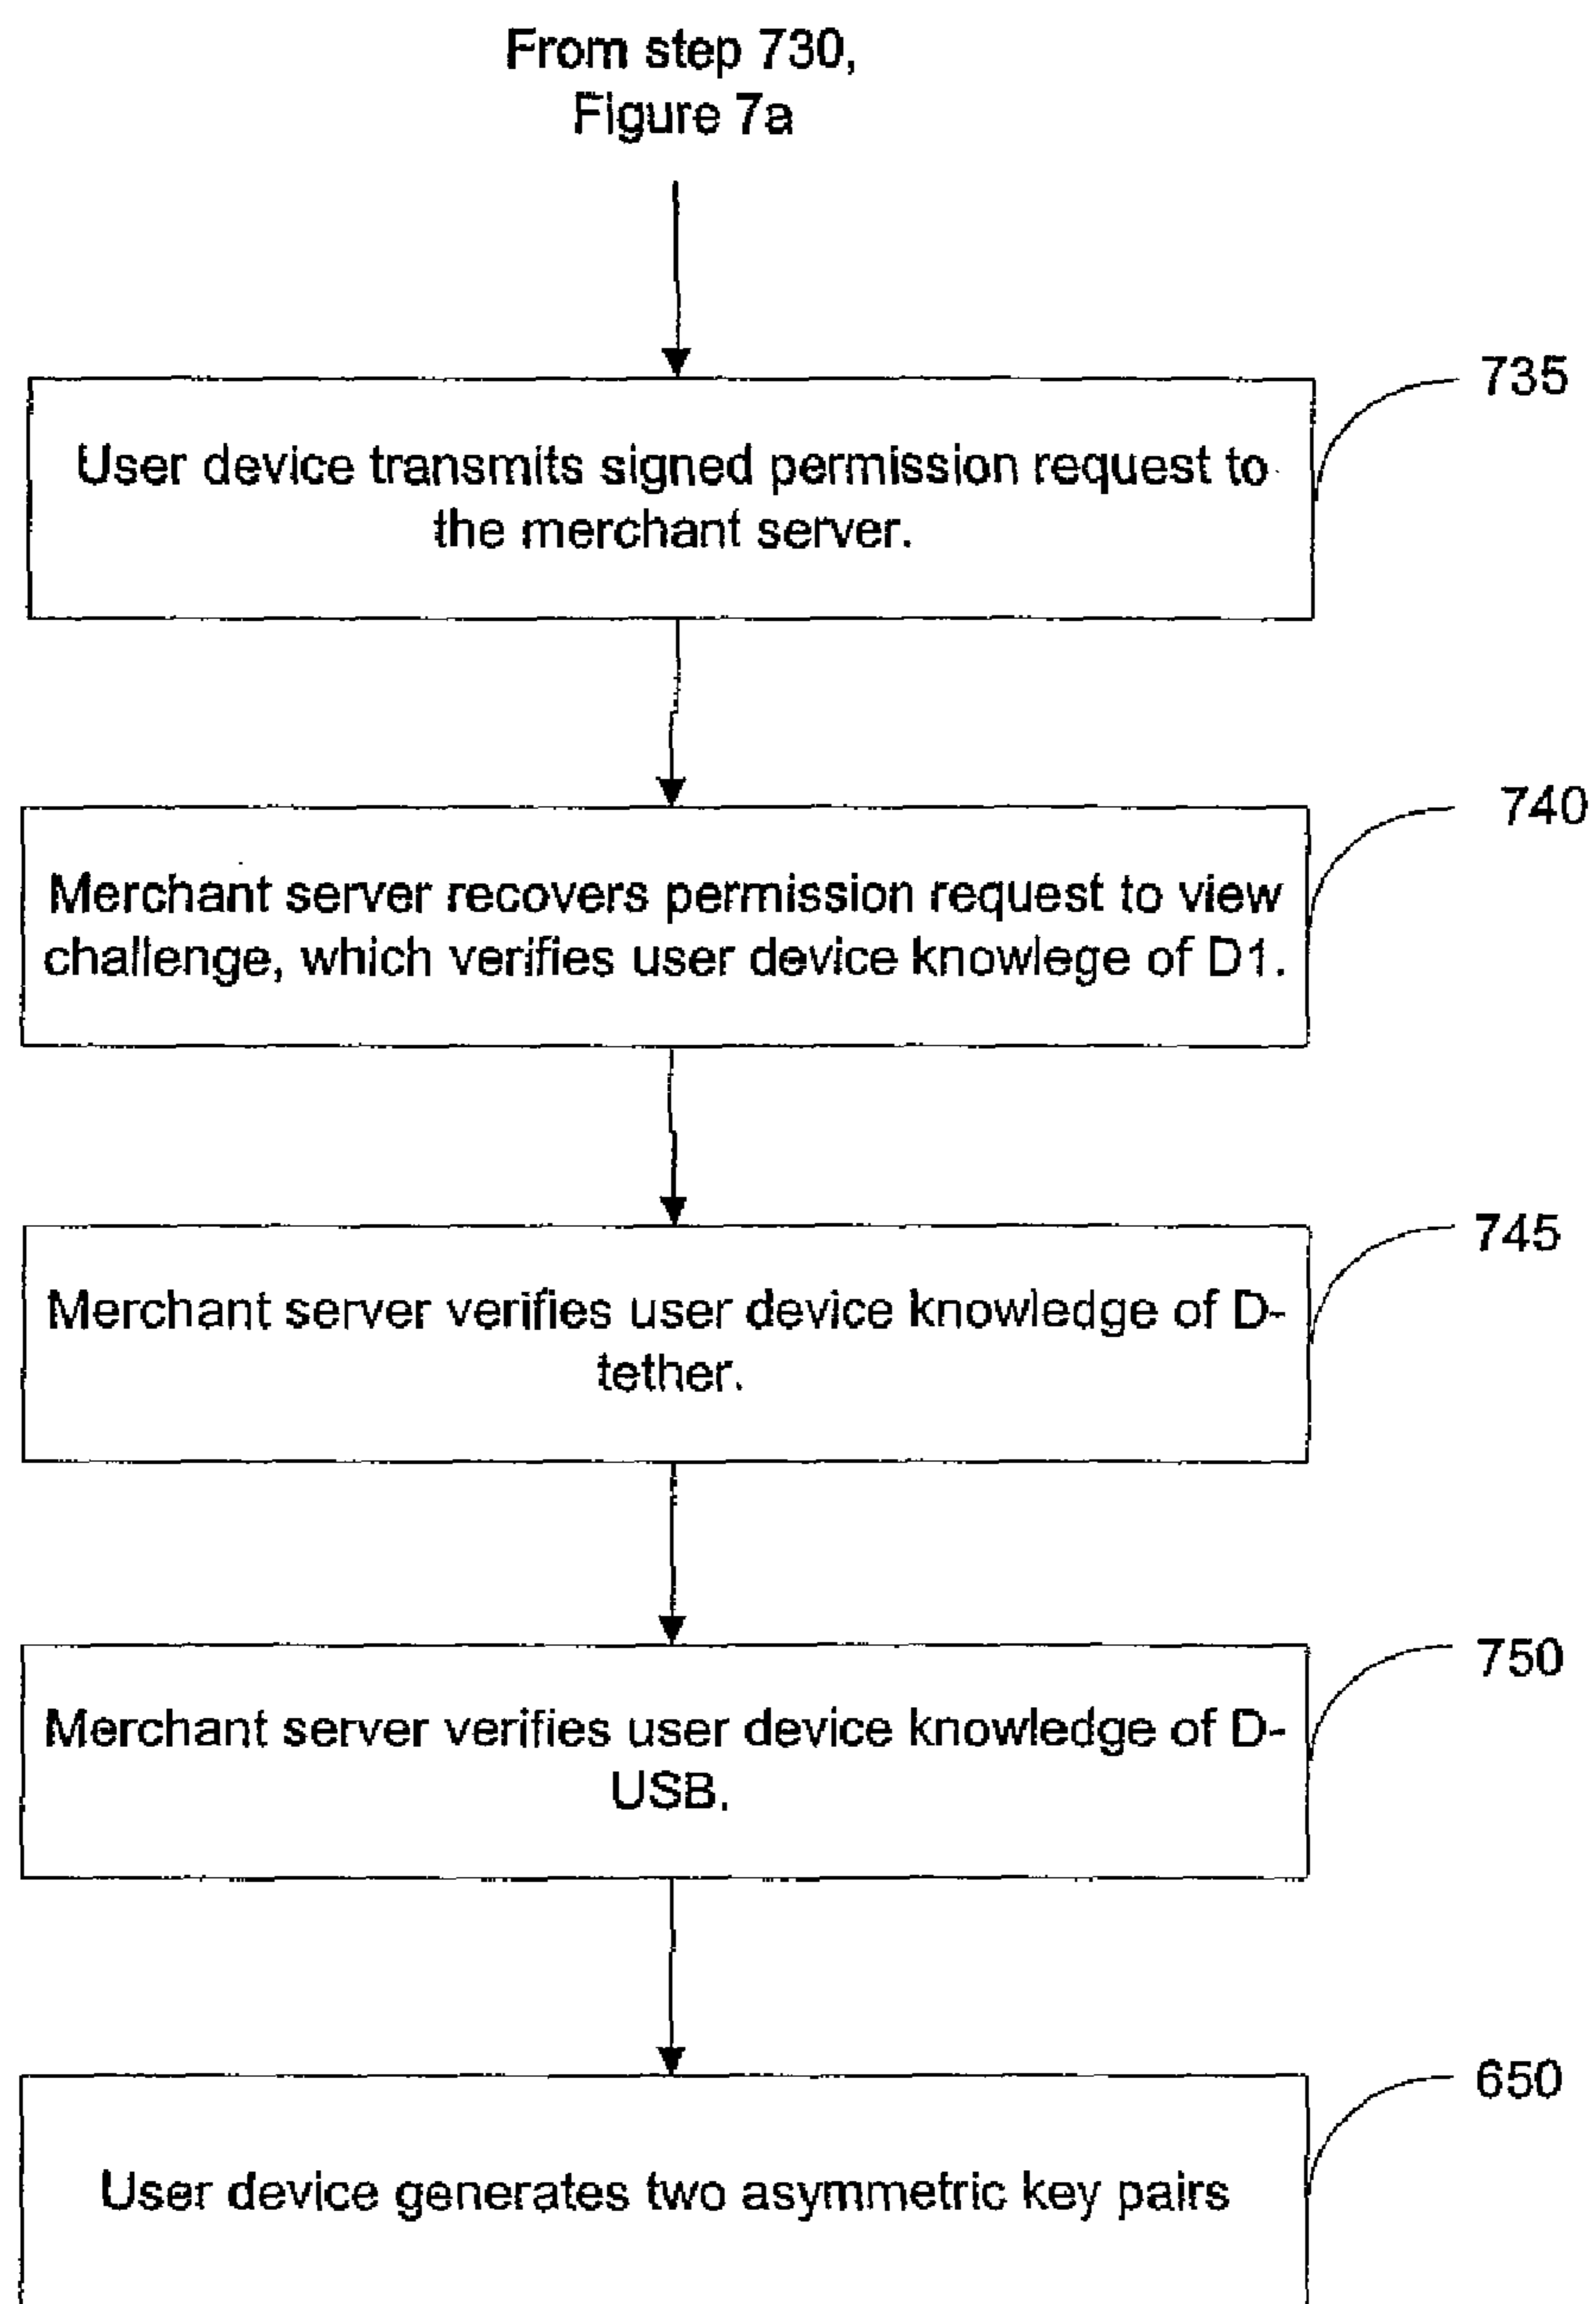 From step 730,
Figure 7a
735
User device transmits signed permission request to
the merchant server.
740
Merchant server recovers permission request to view
challenge, which verifies user device knowlege of D1.
745
Merchant server verifies user device knowledge of D-
tether.
750
Merchant server verifies user device knowledge of D-
USB.
650
User device generates two asymmetric key pairs